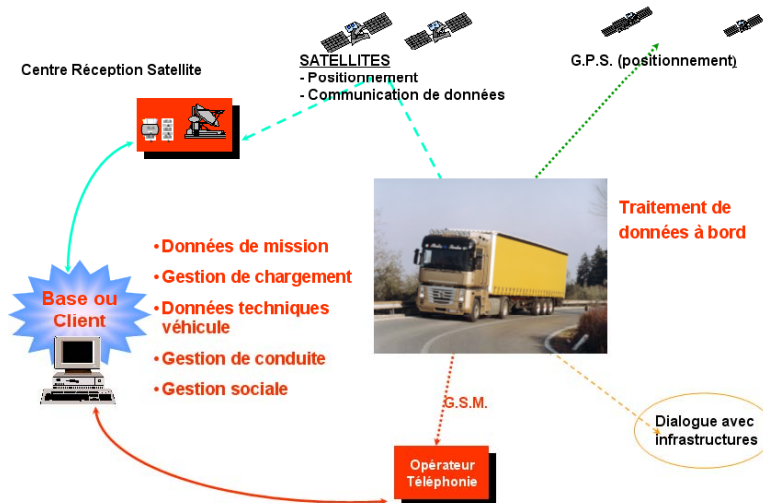 Centre Réception Satellite
SATELLITES
- Positionnement
- Communication de données
G.P.S. (positionnement)
Traitement de
données à bord
•Données de mission
•Gestion de chargement
•Données techniques
véhicule
•Gestion de conduite
•Gestion sociale
Base ou
Client
G.S.M.
Dialogue avec
infrastructures
Opérateur
Téléphonie